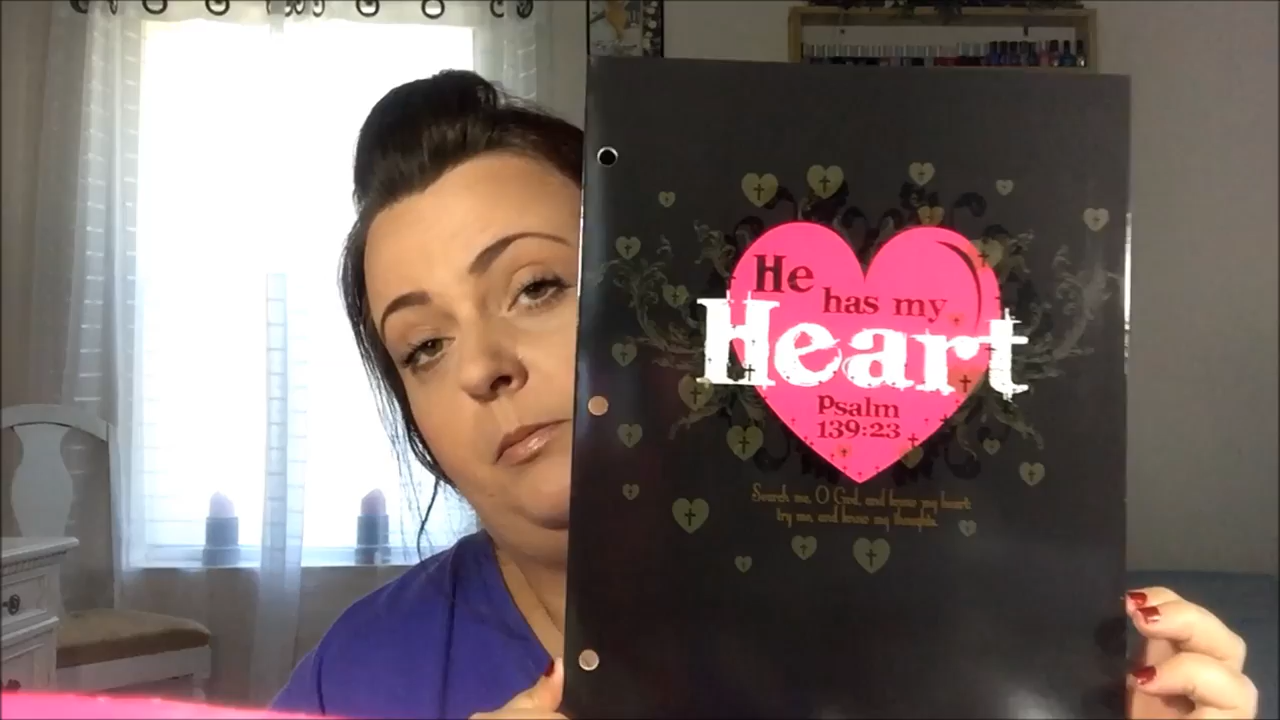 He
has my
Heart
Psalm
139:23
Search me, O God, and know my heart:
try me, and know my thoughts.